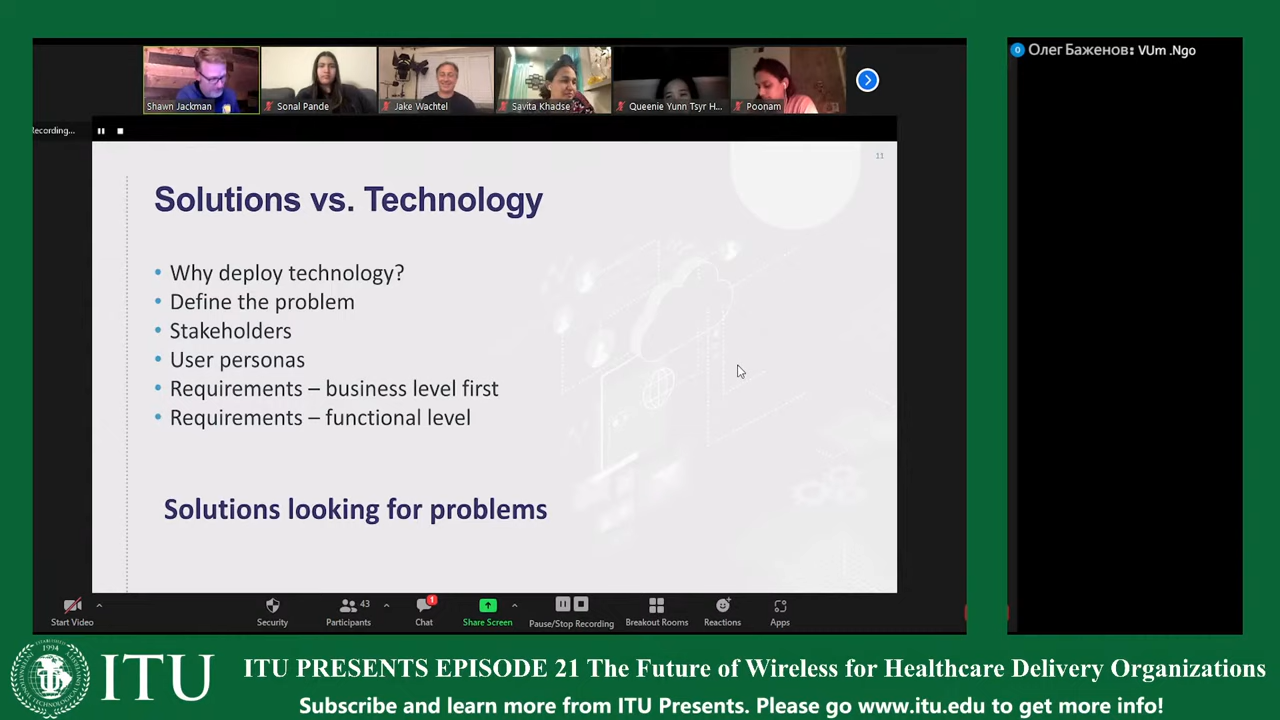 Олег Баженов: VUm .Ngo
Shawn Jackman
Sonal Pande
Jake Wachtel
Savita Khadse
Queenie Yunn Tsyr H...
Poonam
ecording...
11
Solutions vs. Technology
• Why deploy technology?
• Define the problem
• Stakeholders
• User personas
• Requirements – business level first
• Requirements – functional level
Solutions looking for problems
Start Video
Security
43
Participants
1
Chat
Share Screen
Pause/Stop Recording
Breakout Rooms
Reactions
Apps
1994
ITU
ITU PRESENTS EPISODE 21 The Future of Wireless for Healthcare Delivery Organizations
Subscribe and learn more from ITU Presents. Please go www.itu.edu to get more info!